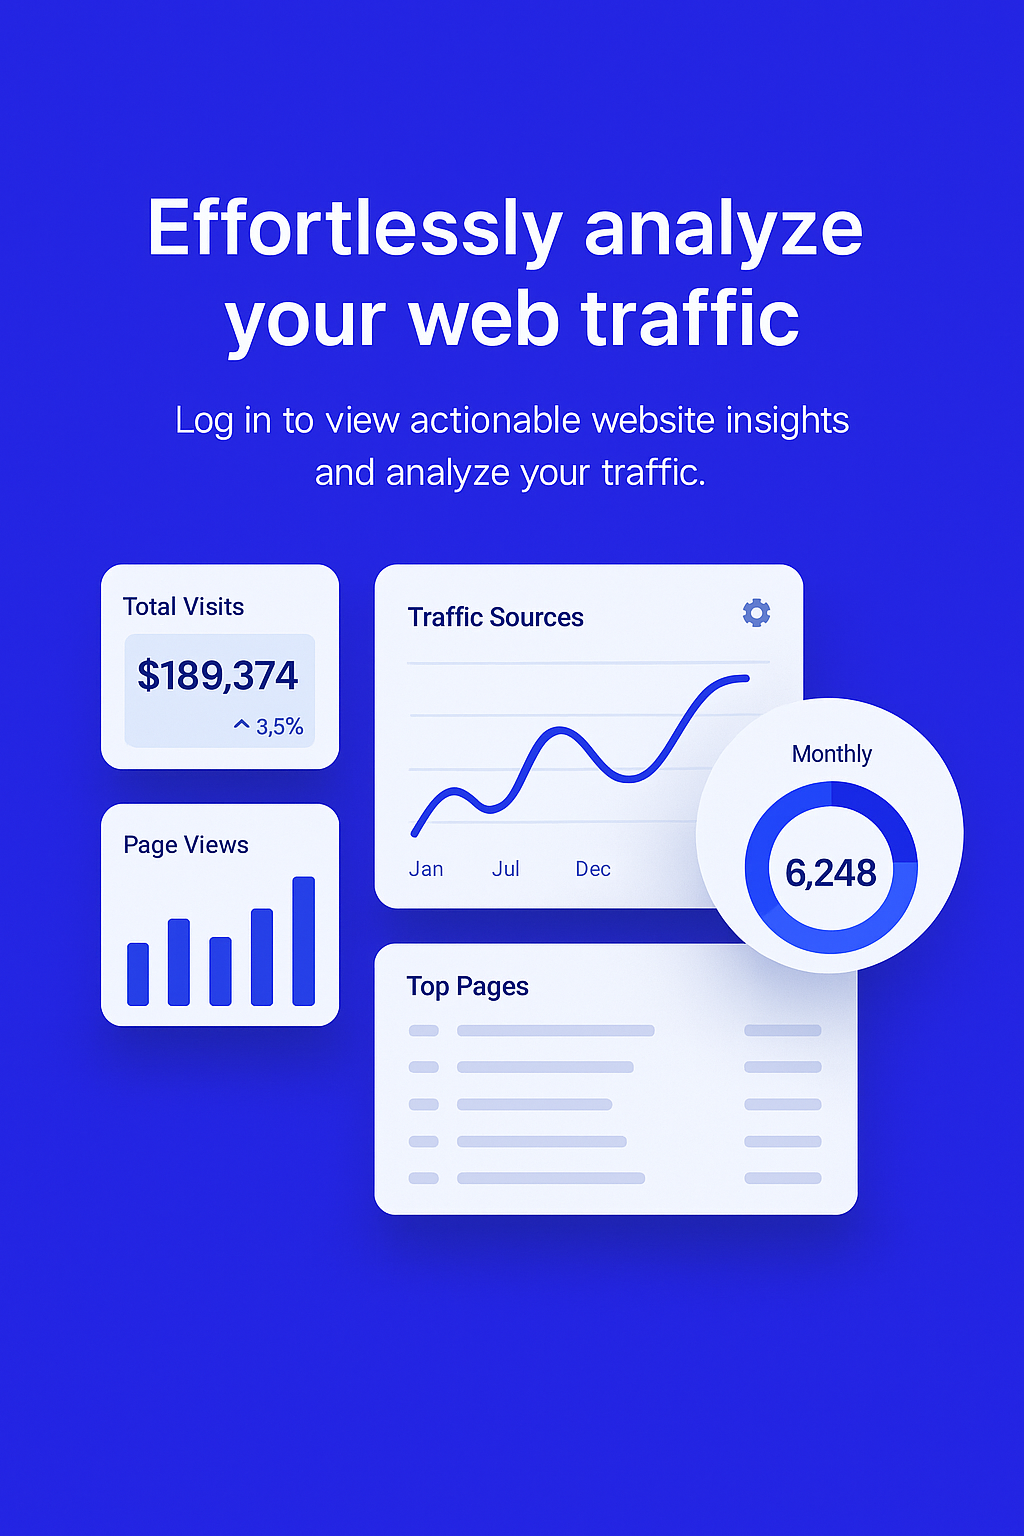 Effortlessly analyze
your web traffic
Log in to view actionable website insights
and analyze your traffic.
Total Visits
$189,374
3,5%
Page Views
Traffic Sources
Jan Jul Dec
Monthly
6,248
Top Pages